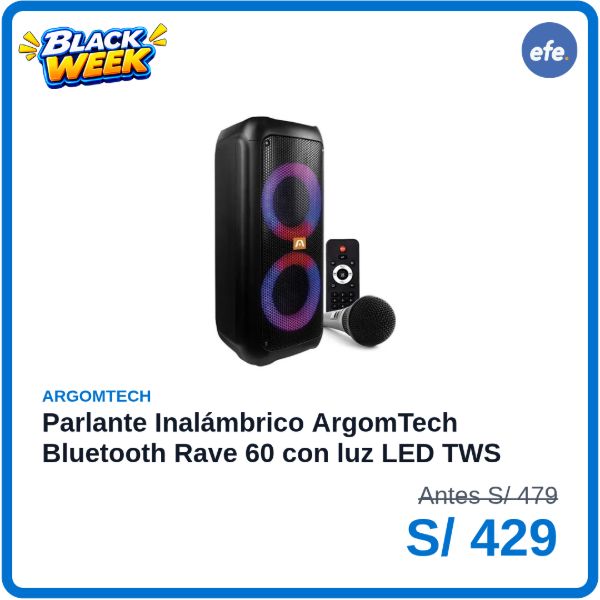 BLACK
WEEK
efe.
ARGOMTECH
Parlante Inalámbrico ArgomTech
Bluetooth Rave 60 con luz LED TWS
Antes S/ 479
S/ 429